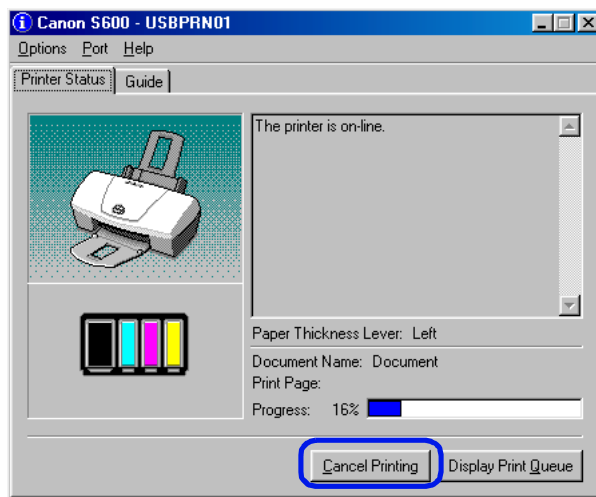 Canon S600 - USBPRN01
Options Port Help
Printer Status Guide
The printer is on-line.
Paper Thickness Lever: Left
Document Name: Document
Print Page:
Progress: 16%
Cancel Printing Display Print Queue